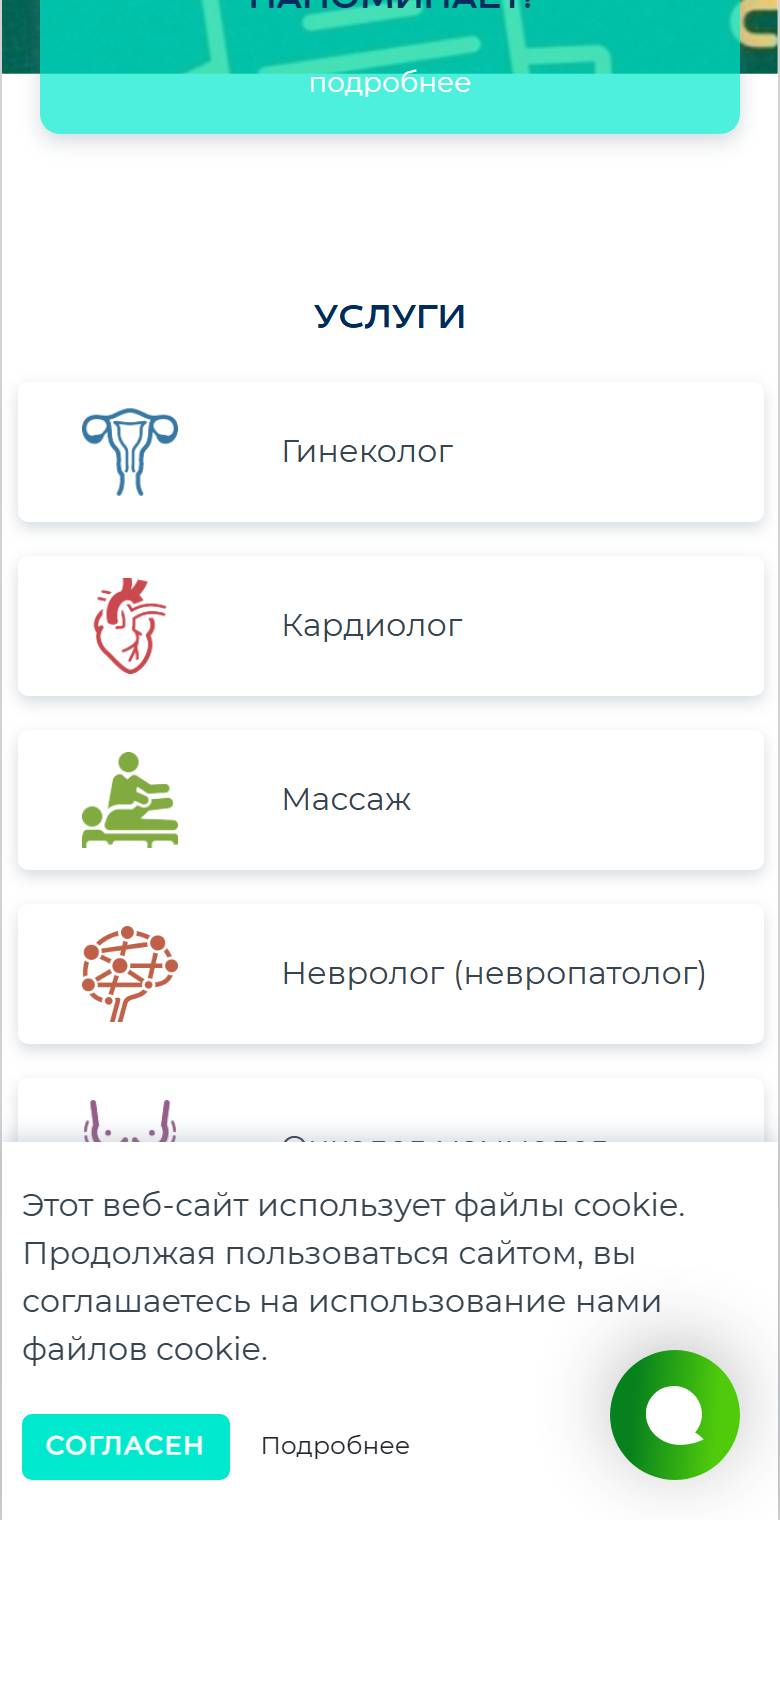 НАПОМИНАЕТ!
подробнее
УСЛУГИ
Гинеколог
Кардиолог
Массаж
Невролог (невропатолог)
Этот веб-сайт использует файлы cookie.
Продолжая пользоваться сайтом, вы
соглашаетесь на использование нами
файлов cookie.
СОГЛАСЕН
Подробнее